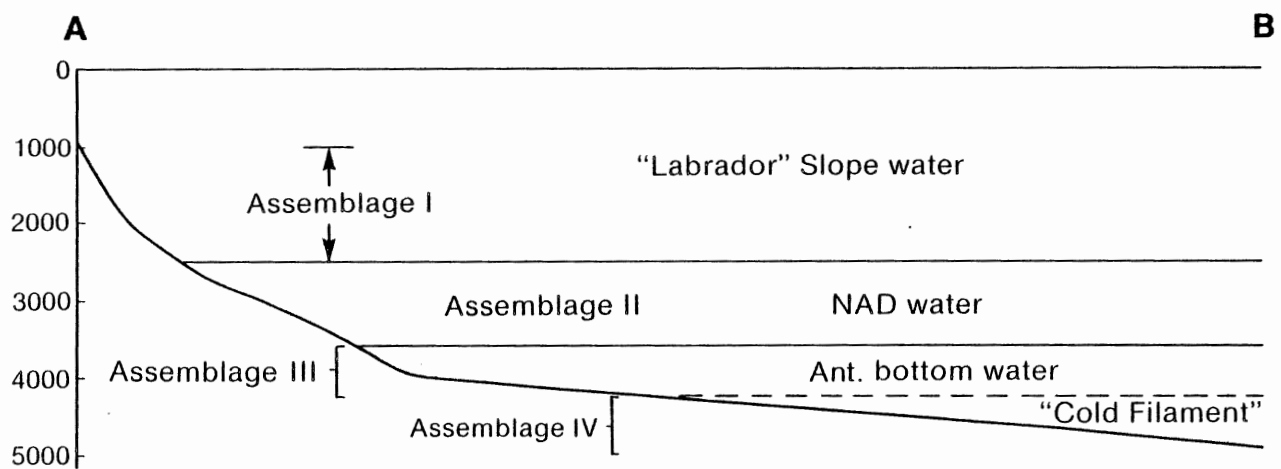 A B
0
1000
"Labrador" Slope water
Assemblage I
2000
3000
Assemblage II NAD water
Assemblage III
Ant. bottom water
4000
"Cold Filament"
Assemblage IV
5000